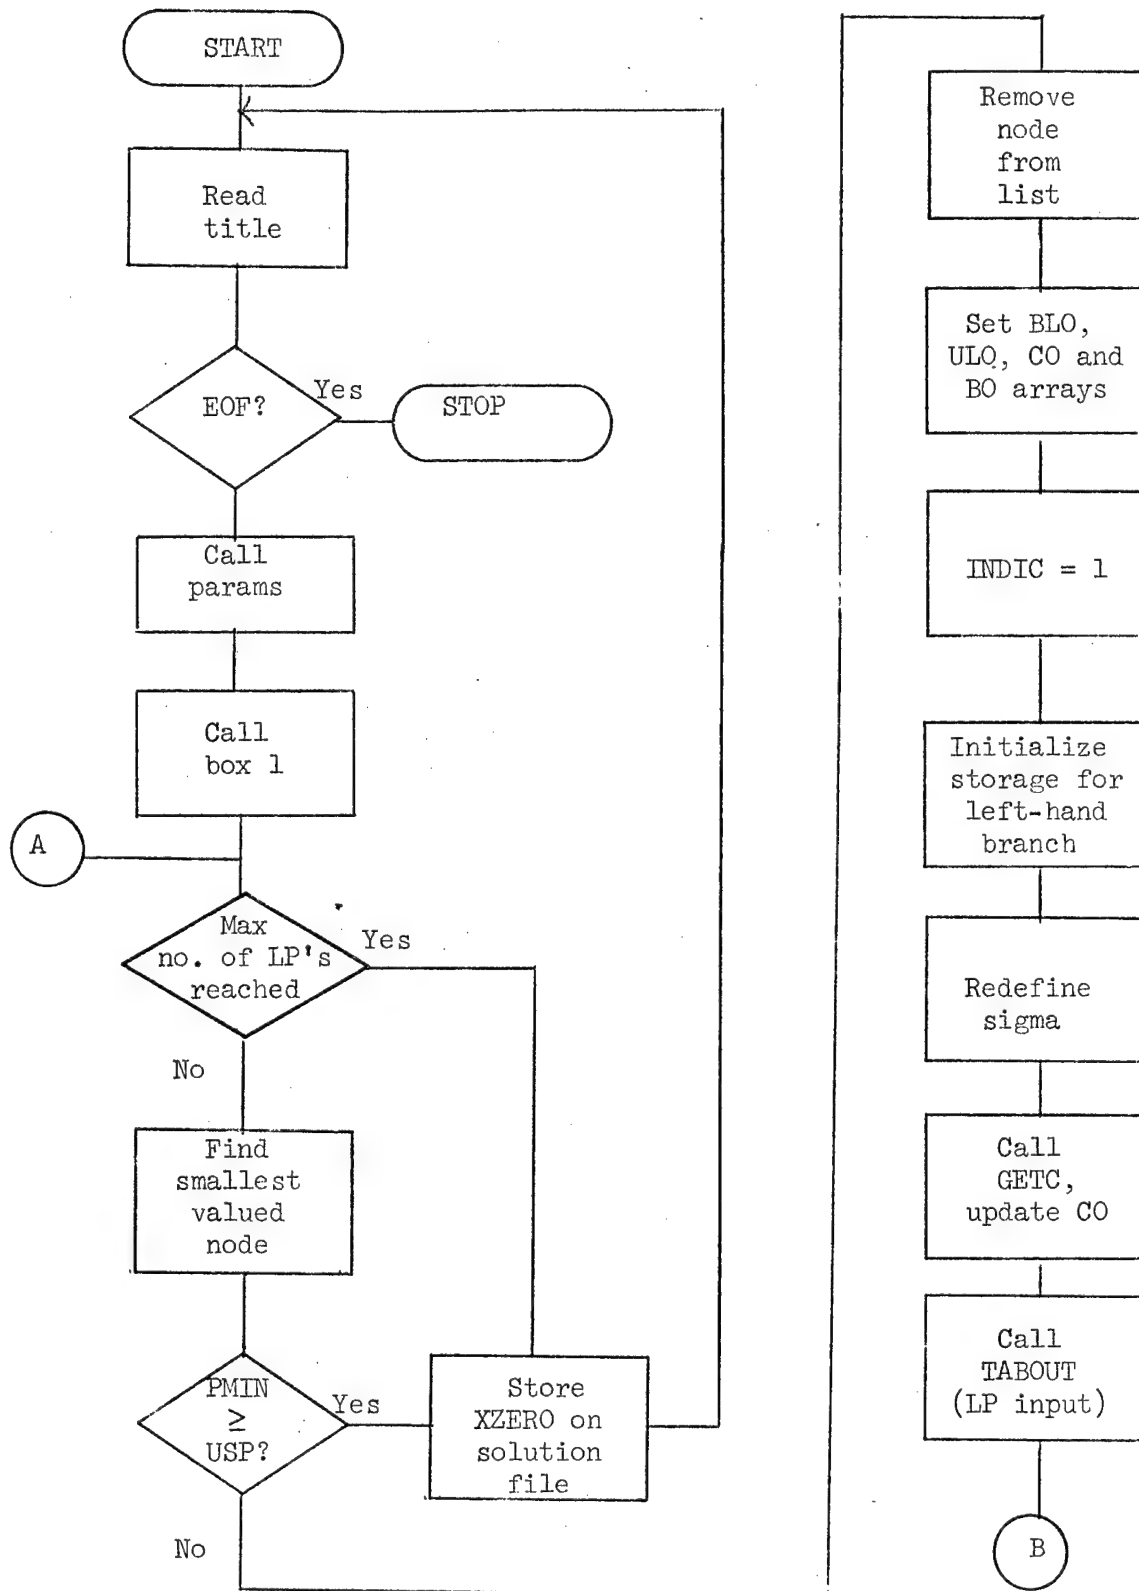 START
Read
title
EOF?
Yes
STOP
Call
params
Call
box 1
A
Max
no. of LP's
reached
Yes
No
Find
smallest
valued
node
PMIN
≥
USP?
Yes
No
Store
XZERO on
solution
file
Remove
node
from
list
Set BLO,
ULO, CO and
BO arrays
INDIC = 1
Initialize
storage for
left-hand
branch
Redefine
sigma
Call
GETC,
update CO
Call
TABOUT
(LP input)
B